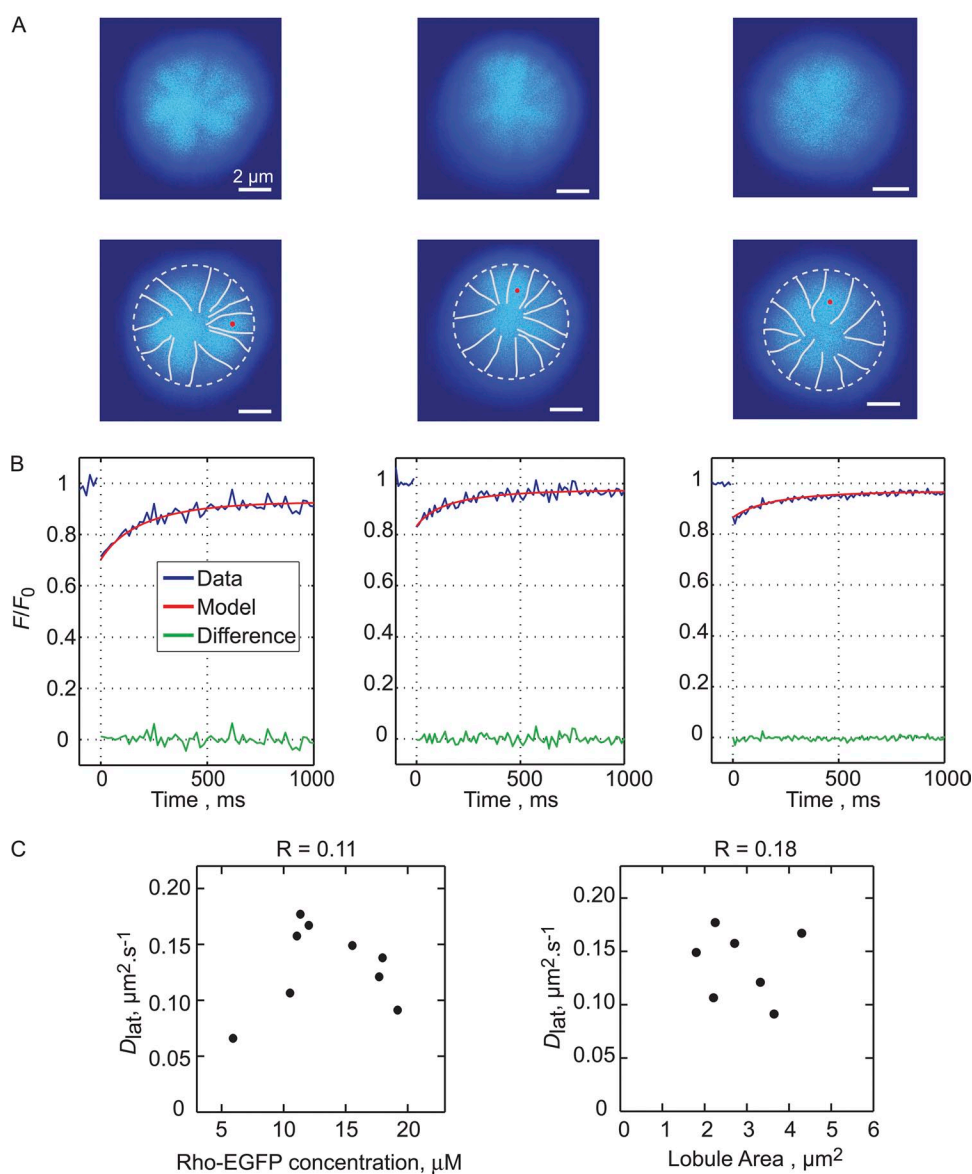 A
2 μm
B
1
0.8
0.6
0.4
0.2
0
F/F0
Data
Model
Difference
0
500
1000
Time , ms
1
0.8
0.6
0.4
0.2
0
0
500
1000
Time , ms
1
0.8
0.6
0.4
0.2
0
0
500
1000
Time , ms
C
R = 0.11
0.20
0.15
0.10
0.05
0
Dlat, μm².s-1
5
10
15
20
Rho-EGFP concentration, μM
R = 0.18
0.20
0.15
0.10
0.05
0
Dlat, μm².s-1
0
1
2
3
4
5
6
Lobule Area , μm²